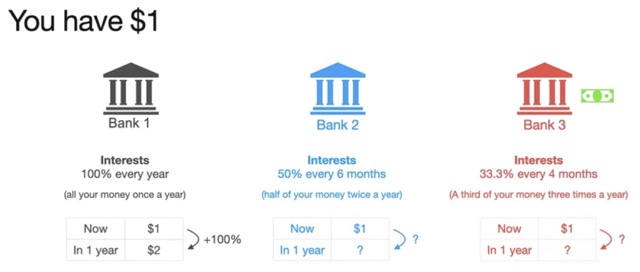 You have $1
Bank 1
Interests
100% every year
(all your money once a year)
Now $1
In 1 year $2
+100%
Bank 2
Interests
50% every 6 months
(half of your money twice a year)
Now $1
In 1 year ?
?
Bank 3
Interests
33.3% every 4 months
(A third of your money three times a year)
Now $1
In 1 year ?
?